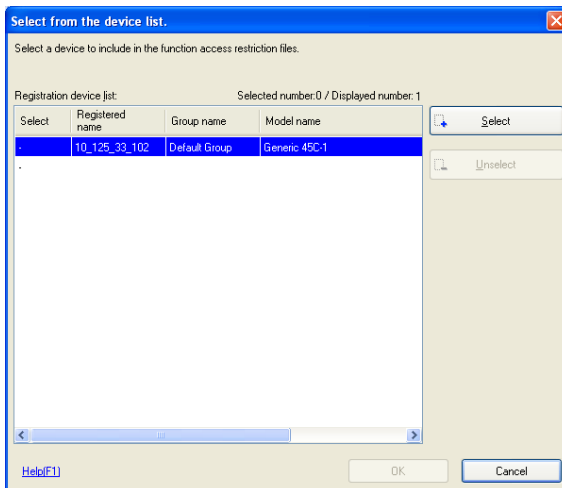 Select from the device list.
Select a device to include in the function access restriction files.
Registration device list: Selected number:0 / Displayed number: 1
Select Registered name Group name Model name
- 10_125_33_102 Default Group Generic 45C-1
.
Select
Unselect
Help(F1) OK Cancel